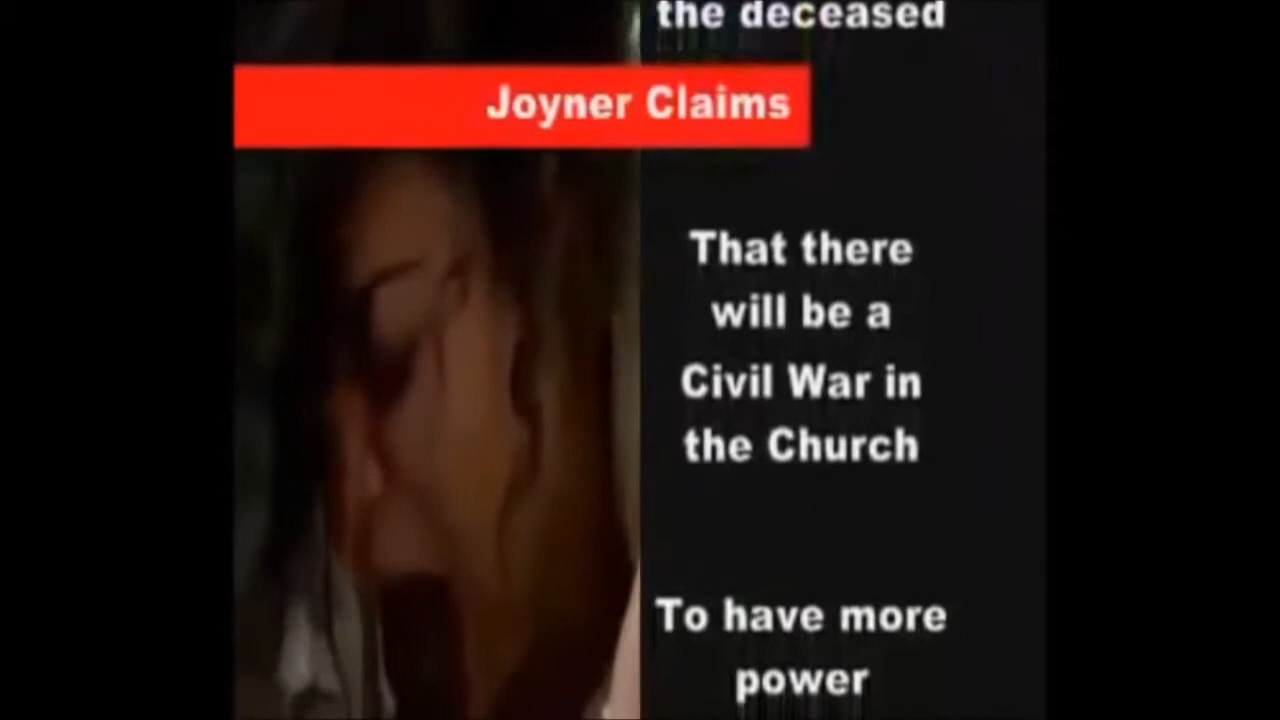 the deceased
Joyner Claims
That there
will be a
Civil War in
the Church
To have more
power